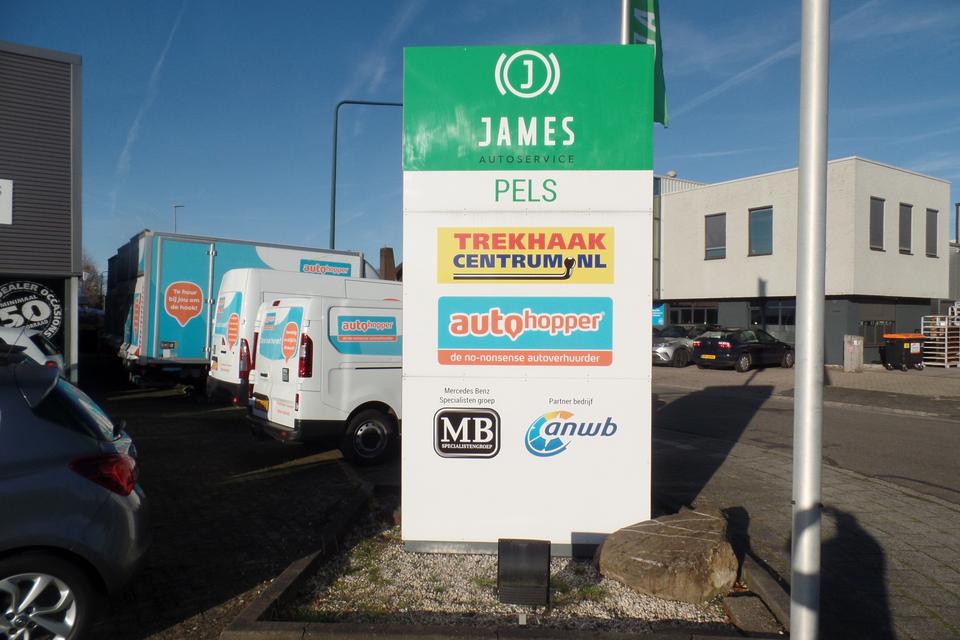 J
JAMES
AUTOSERVICE
PELS
TREKHAAK
CENTRUM.NL
autohopper
de no-nonsense autoverhuurder
Mercedes Benz
Specialisten groep
MB
SPECIALISTENGROEP
Partner bedrijf
anwb
autohopper
Te huur
bij jou om
de hoek!
autohopper
DEALER OCCASIONS
MINIMAAL
50